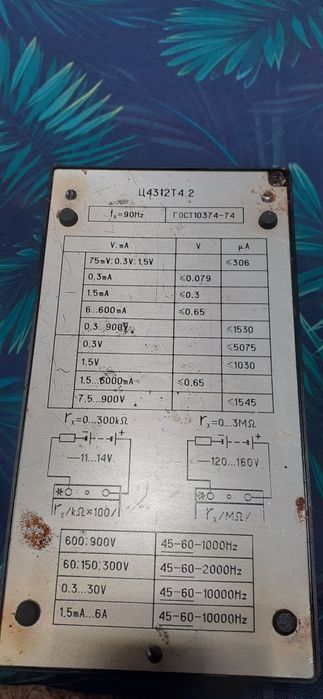 Ц4312Т4.2
fx=90Hz ГОСТ10374-74
V, mA V µA
75mV; 0.3V; 1.5V ≤306
0,3mA ≤0.079
1,5mA ≤0.3
6...600mA ≤0.65
0,3...900V ≤1530
0,3V ≤5075
1.5V ≤1030
1.5...6000mA ≤0.65
7,5...900V ≤1545
rx=0...300kΩ rx=0...3MΩ
11...14V 120...160V
rx/kΩ×100/ rx/MΩ/
600; 900V 45-60-1000Hz
60; 150; 300V 45-60-2000Hz
0.3...30V 45-60-10000Hz
1,5mA...6A 45-60-10000Hz